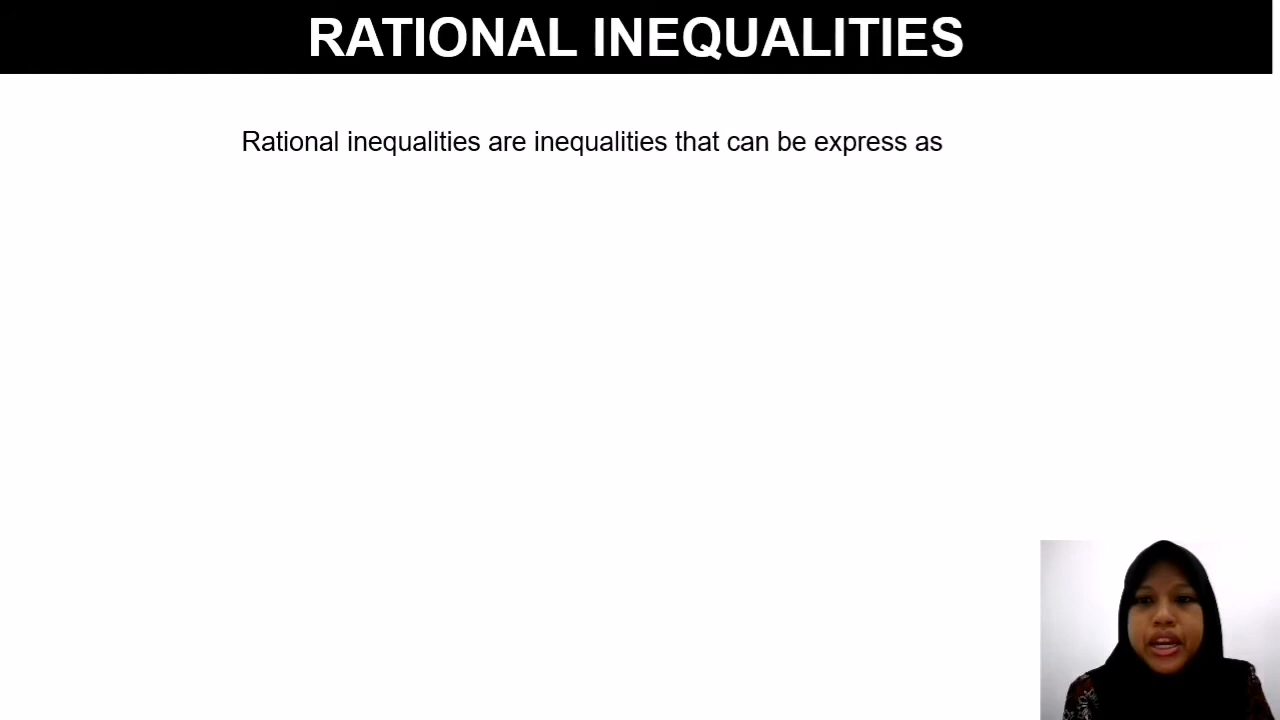 RATIONAL INEQUALITIES
Rational inequalities are inequalities that can be express as